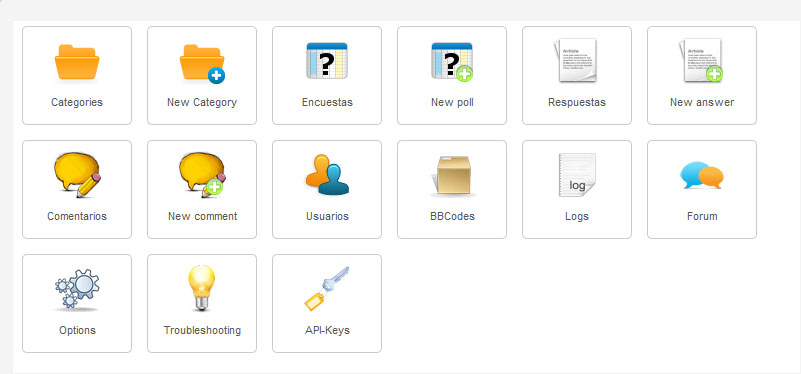 Categories
New Category
Encuestas
New poll
Article
Respuestas
Article
New answer
Comentarios
New comment
Usuarios
BBCodes
log
Logs
Forum
Options
Troubleshooting
API-Keys